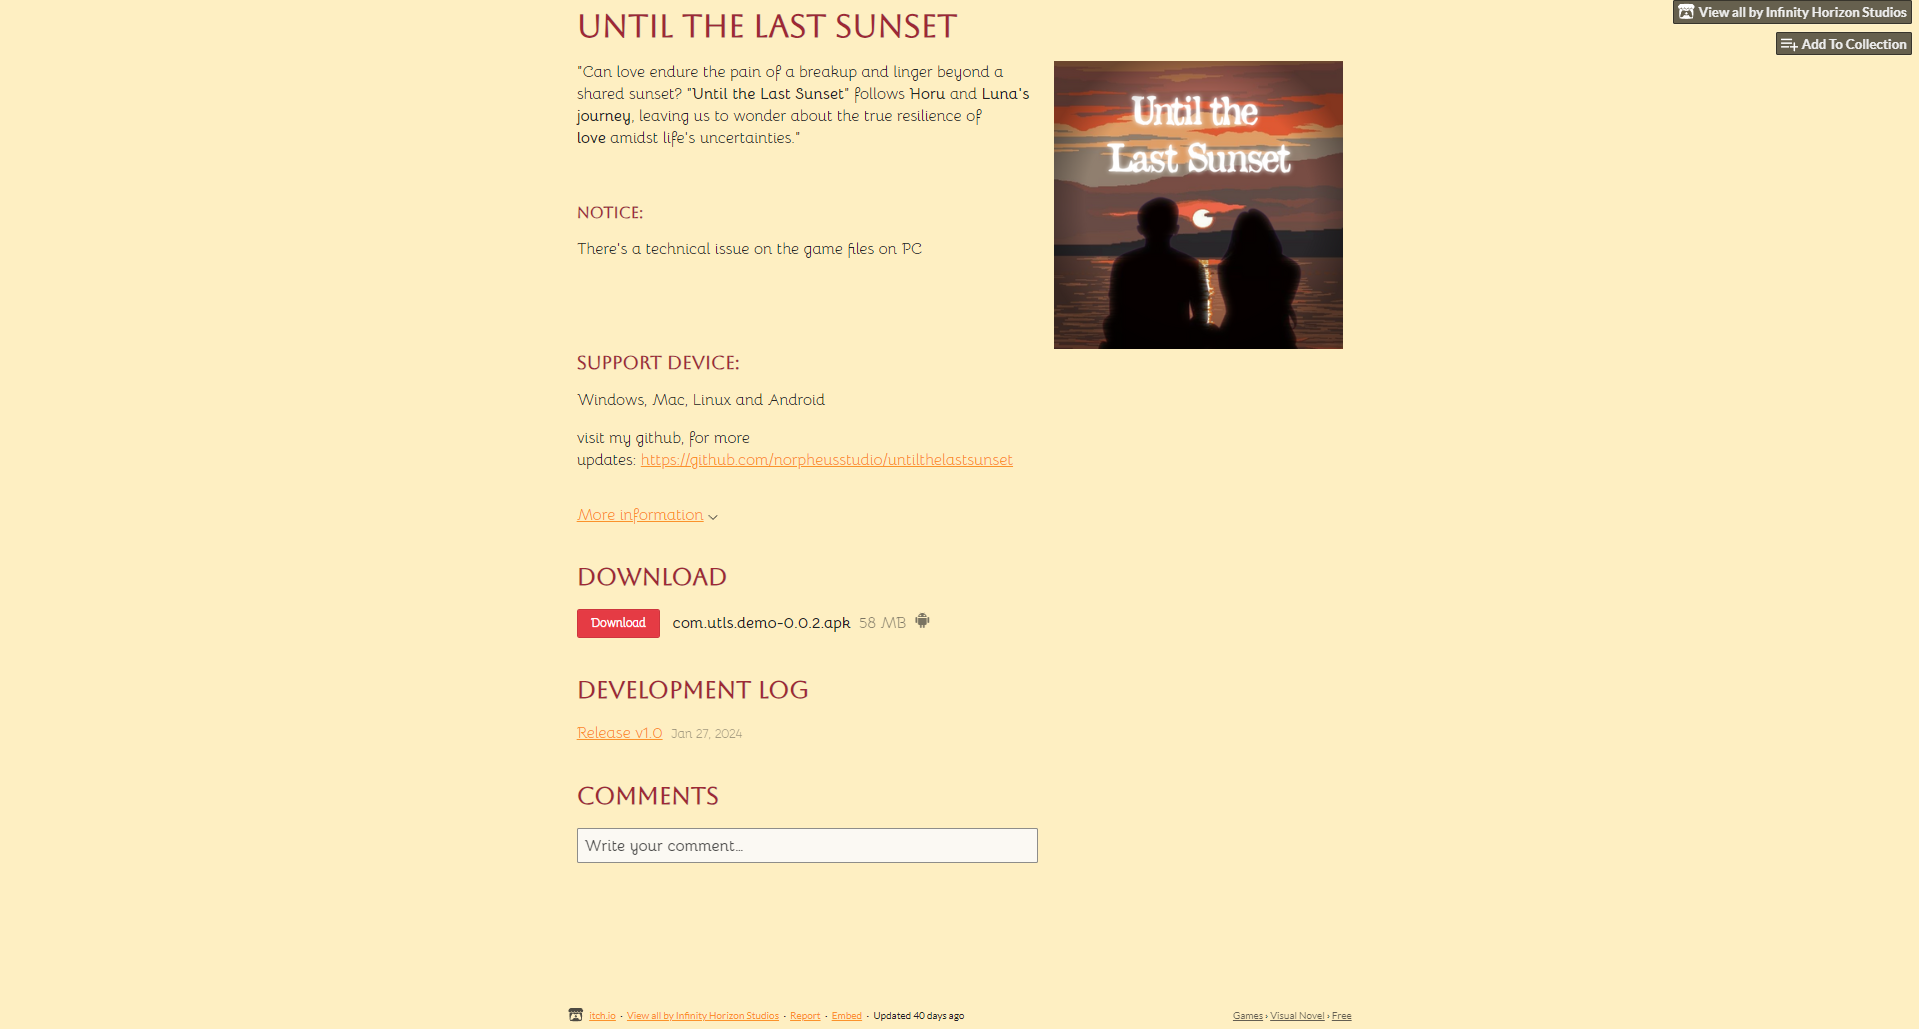 UNTIL THE LAST SUNSET
View all by Infinity Horizon Studios
Add To Collection
"Can love endure the pain of a breakup and linger beyond a
shared sunset? "Until the Last Sunset" follows Horu and Luna's
journey, leaving us to wonder about the true resilience of
love amidst life's uncertainties."
Until the
Last Sunset
NOTICE:
There's a technical issue on the game files on PC
SUPPORT DEVICE:
Windows, Mac, Linux and Android
visit my github, for more
updates: https://github.com/norpheusstudio/untilthelastsunset
More information
DOWNLOAD
Download com.utls.demo-0.0.2.apk 58 MB
DEVELOPMENT LOG
Release v1.0 Jan 27, 2024
COMMENTS
Write your comment...
itch.io · View all by Infinity Horizon Studios · Report · Embed · Updated 40 days ago
Games › Visual Novel › Free